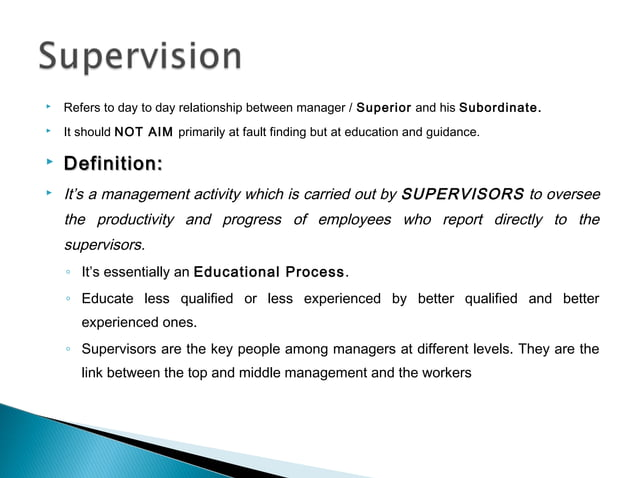 Supervision
Refers to day to day relationship between manager / Superior and his Subordinate.
It should NOT AIM primarily at fault finding but at education and guidance.
Definition:
It's a management activity which is carried out by SUPERVISORS to oversee
the productivity and progress of employees who report directly to the
supervisors.
It's essentially an Educational Process.
Educate less qualified or less experienced by better qualified and better
experienced ones.
Supervisors are the key people among managers at different levels. They are the
link between the top and middle management and the workers